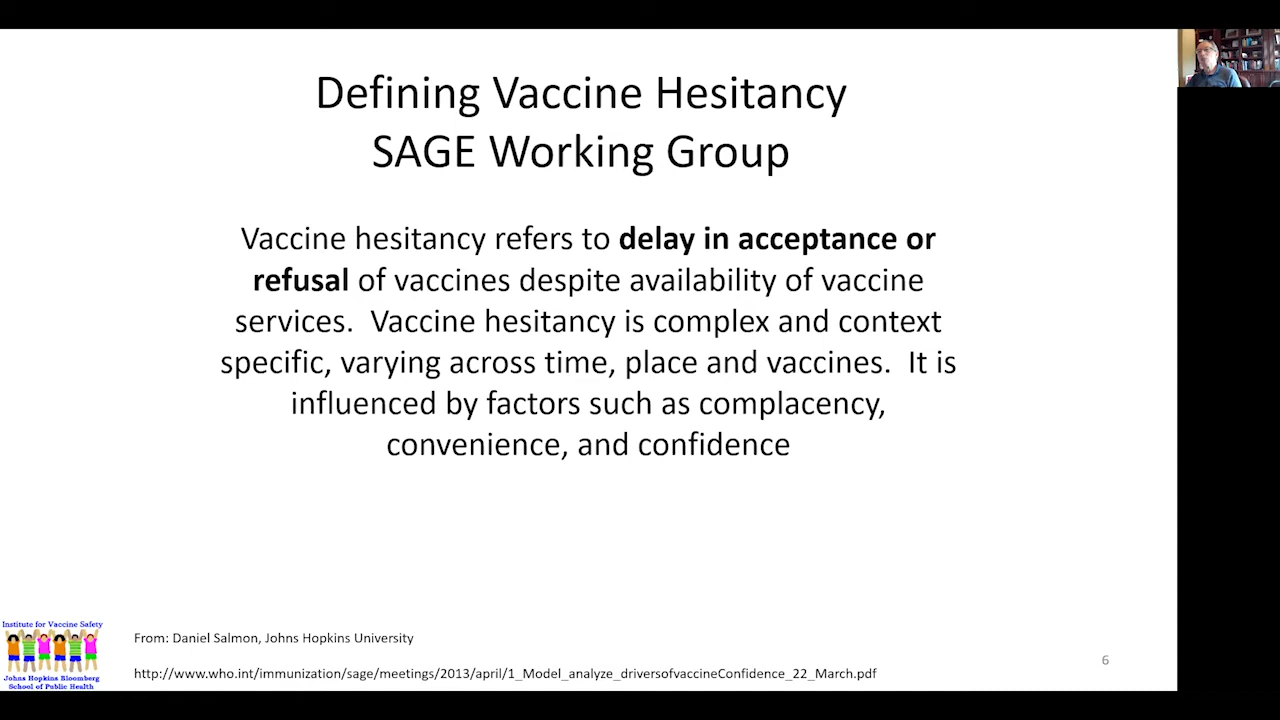 Defining Vaccine Hesitancy
SAGE Working Group
Vaccine hesitancy refers to delay in acceptance or
refusal of vaccines despite availability of vaccine
services.  Vaccine hesitancy is complex and context
specific, varying across time, place and vaccines.  It is
influenced by factors such as complacency,
convenience, and confidence
Institute for Vaccine Safety
Johns Hopkins Bloomberg
School of Public Health
From: Daniel Salmon, Johns Hopkins University
http://www.who.int/immunization/sage/meetings/2013/april/1_Model_analyze_driversofvaccineConfidence_22_March.pdf
6